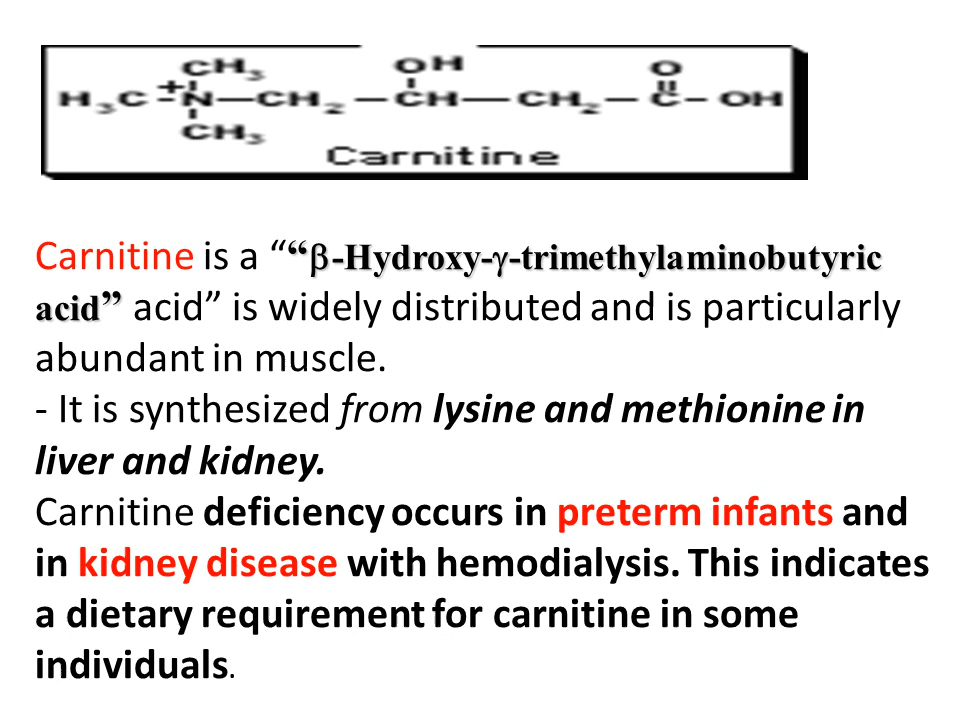 CH₃ OH O
H₃C -⁺N—CH₂ —CH—CH₂—C–OH
CH₃
Carnitine
Carnitine is a “ “β-Hydroxy-γ-trimethylaminobutyric
acid” acid” is widely distributed and is particularly
abundant in muscle.
- It is synthesized from lysine and methionine in
liver and kidney.
Carnitine deficiency occurs in preterm infants and
in kidney disease with hemodialysis. This indicates
a dietary requirement for carnitine in some
individuals.